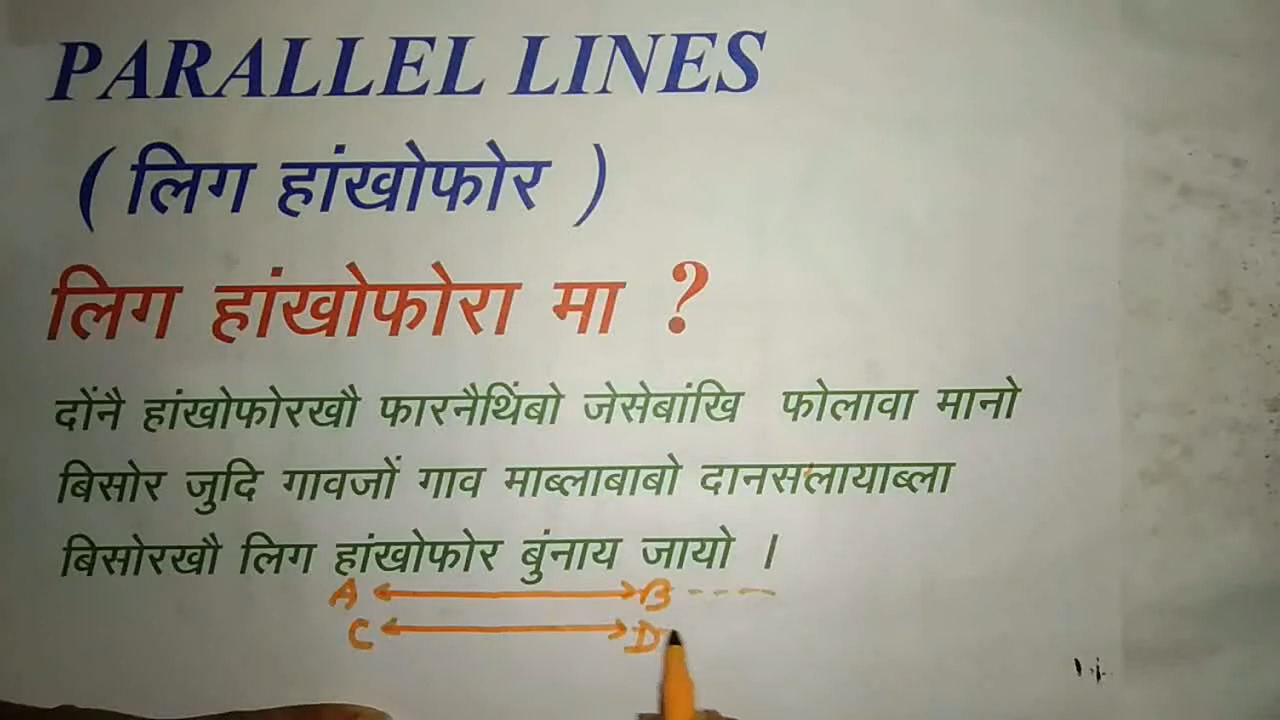 PARALLEL LINES
( लिग हांखोफोर )
लिग हांखोफोरा मा ?
दोंनै हांखोफोरखौ फारनैथिंबो जेसेबांखि फोलावा मानो
बिसोर जुदि गावजों गाव माब्लाबाबो दानसलायाब्ला
बिसोरखौ लिग हांखोफोर बुंनाय जायो ।
A B
C D